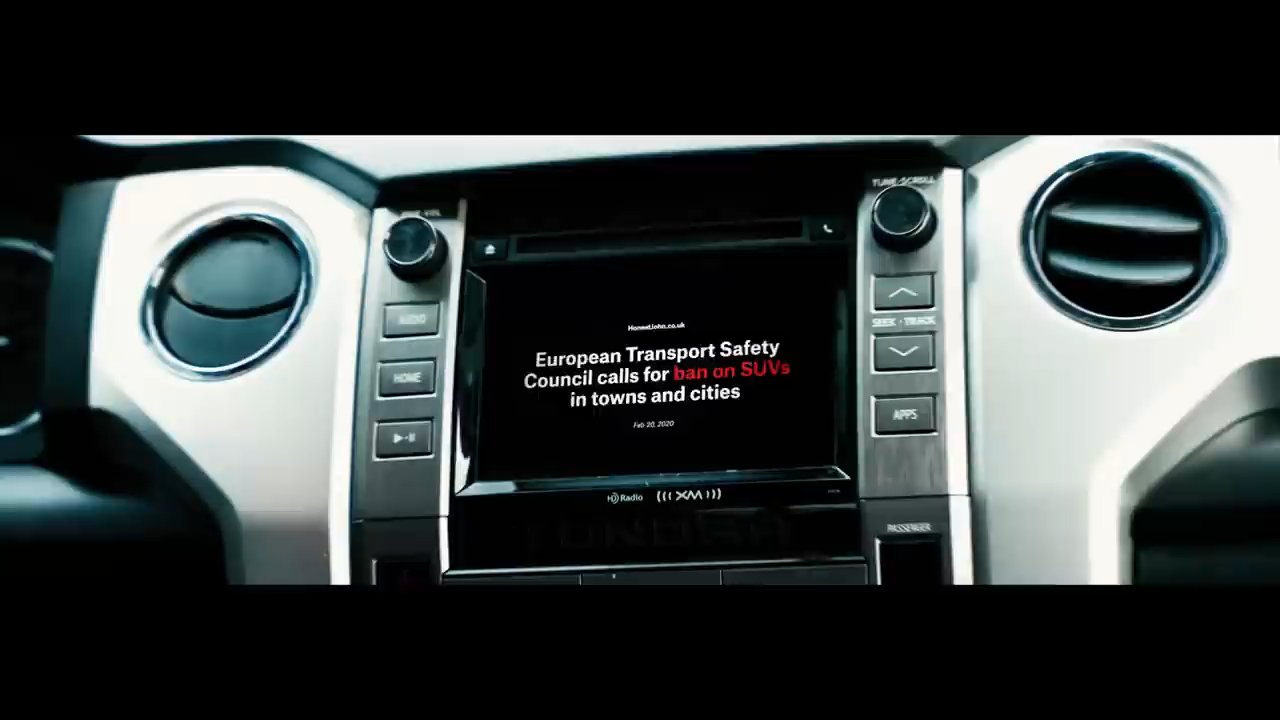 TUNE·SCROLL
AUDIO
HOME
SEEK · TRACK
APPS
HonestJohn.co.uk
European Transport Safety
Council calls for ban on SUVs
in towns and cities
Feb 20, 2020
HD Radio
XM
PASSENGER
TUNDRA